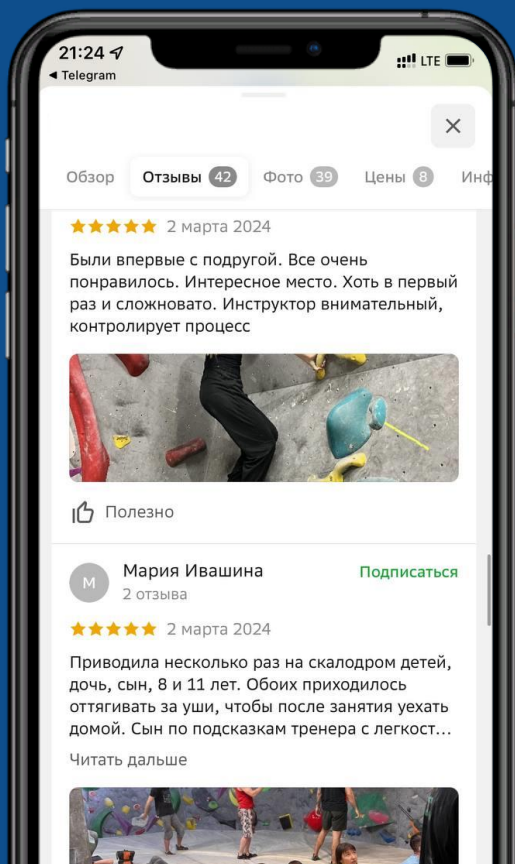 21:24
LTE
◀ Telegram
Обзор Отзывы 42 Фото 39 Цены 8 Инф
★★★★★ 2 марта 2024
Были впервые с подругой. Все очень
понравилось. Интересное место. Хоть в первый
раз и сложновато. Инструктор внимательный,
контролирует процесс
Полезно
М
Мария Ивашина
Подписаться
2 отзыва
★★★★★ 2 марта 2024
Приводила несколько раз на скалодром детей,
дочь, сын, 8 и 11 лет. Обоих приходилось
оттягивать за уши, чтобы после занятия уехать
домой. Сын по подсказкам тренера с легкост...
Читать дальше